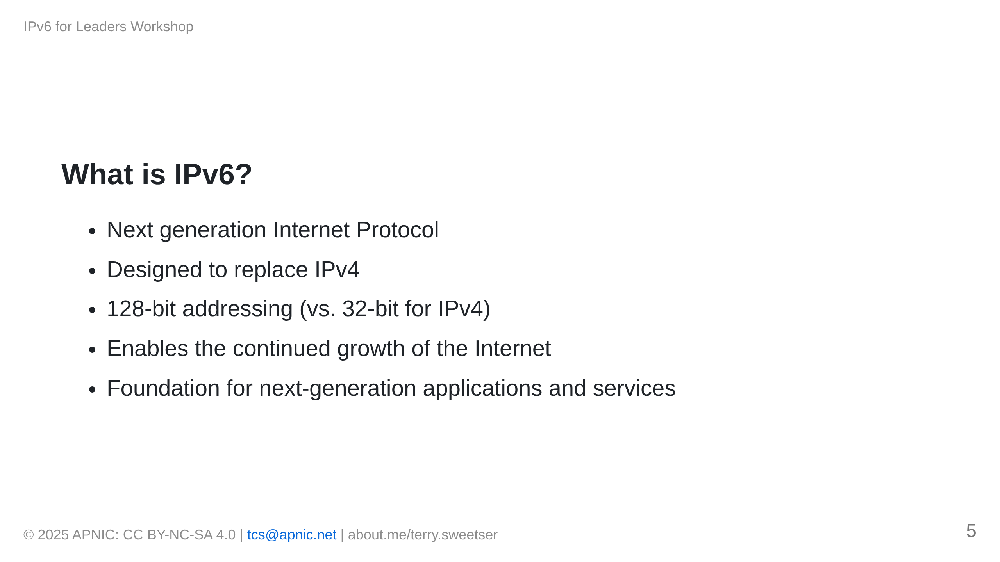 IPv6 for Leaders Workshop
What is IPv6?
• Next generation Internet Protocol
• Designed to replace IPv4
• 128-bit addressing (vs. 32-bit for IPv4)
• Enables the continued growth of the Internet
• Foundation for next-generation applications and services
© 2025 APNIC: CC BY-NC-SA 4.0 | tcs@apnic.net | about.me/terry.sweetser
5